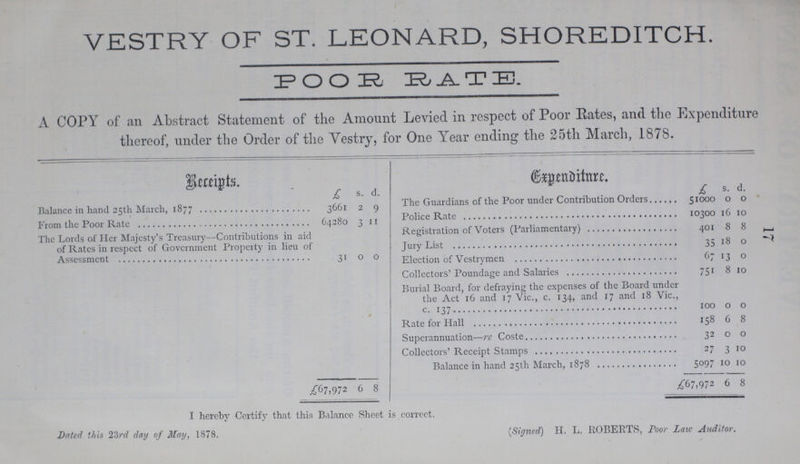 VESTRY OF ST. LEONARD, SHOREDITCH.
POOR RATE.
A COPY of an Abstract Statement of the Amount Levied in respect of Poor Rates, and the Expenditure
thereof, under the Order of the Vestry, for One Year ending the 25th March, 1878.
Receipts.
£ s. d.
Balance in hand 25th March, 1877 ........ 3661 2 9
From the Poor Rate ........ 64280 3 11
The Lords of Her Majesty's Treasury—Contributions in aid
of Rates in respect of Government Property in lieu of
Assessment ........ 31 0 0
£67,972 6 8
Expenditure.
£ s. d.
The Guardians of the Poor under Contribution Orders...... 51000 0 0
Police Rate ........ 10300 16 10
Registration of Voters (Parliamentary) ........ 401 8 8
Jury List ........ 35 18 0
Election of Vestrymen ........ 67 13 0
Collectors' Poundage and Salaries ........ 751 8 10
Burial Board, for defraying the expenses of the Board under
the Act 16 and 17 Vic., c. 134, and 17 and 18 Vic.,
c. 137........ 100 0 0
Rate for Hall ........ 158 6 8
Superannuation—re Coste........ 32 0 0
Collectors' Receipt Stamps ........ 27 3 10
Balance in hand 25th March, 1878 ........ 5097 10 10
£67,972 6 8
17
I hereby Certify that this Balance Sheet is correct.
Dated this 23rd day of May, 1878.
(Signed) H. L. ROBERTS, Poor Law Auditor.